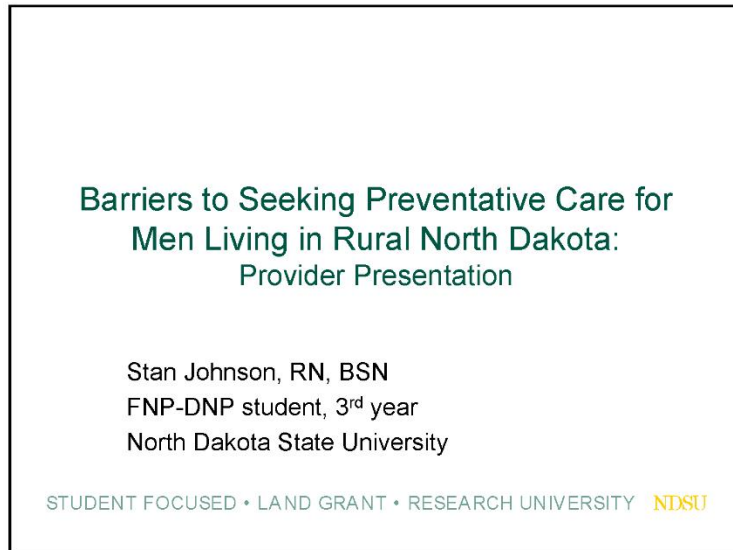 Barriers to Seeking Preventative Care for
Men Living in Rural North Dakota:
Provider Presentation
Stan Johnson, RN, BSN
FNP-DNP student, 3rd year
North Dakota State University
STUDENT FOCUSED • LAND GRANT • RESEARCH UNIVERSITY NDSU